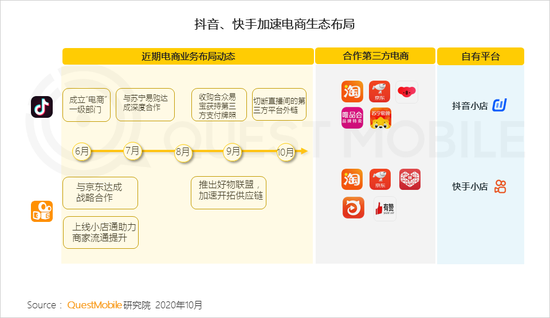 抖音、快手加速电商生态布局
近期电商业务布局动态
合作第三方电商
自有平台
成立“电商”
一级部门
与苏宁易购达
成深度合作
收购合众易
宝获持第三
方支付牌照
切断直播间的第
三方平台外链
淘
京东
唯品会
品牌特卖
苏宁易购
抖音小店
6月
7月
8月
9月
10月
QUEST MOBILE
与京东达成
战略合作
推出好物联盟，
加速开拓供应链
上线小店通助力
商家流通提升
淘
京东
有赞
快手小店
Source：QuestMobile研究院 2020年10月